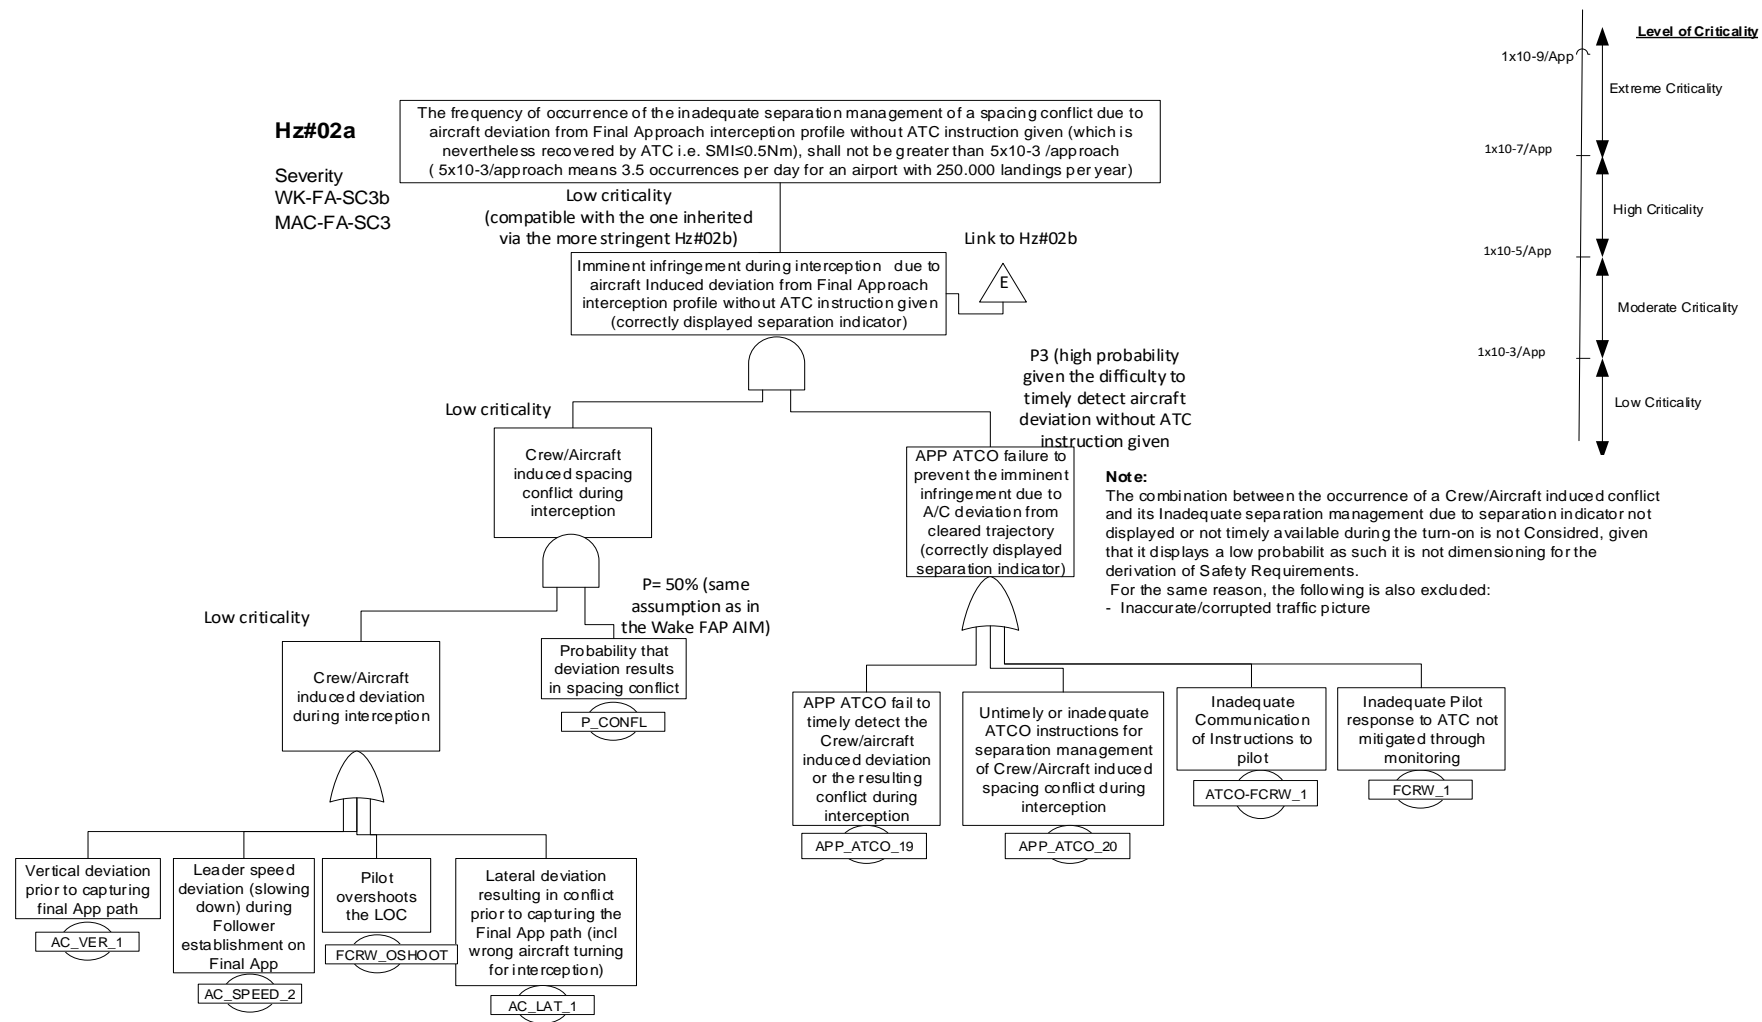 Level of Criticality
1x10-9/App
Extreme Criticality
1x10-7/App
High Criticality
1x10-5/App
Moderate Criticality
1x10-3/App
Low Criticality
Hz#02a
Severity
WK-FA-SC3b
MAC-FA-SC3
The frequency of occurrence of the inadequate separation management of a spacing conflict due to
aircraft deviation from Final Approach interception profile without ATC instruction given (which is
nevertheless recovered by ATC i.e. SMI≤0.5Nm), shall not be greater than 5x10-3 /approach
( 5x10-3/approach means 3.5 occurrences per day for an airport with 250.000 landings per year)
Low criticality
(compatible with the one inherited
via the more stringent Hz#02b)
Link to Hz#02b
E
Imminent infringement during interception due to
aircraft Induced deviation from Final Approach
interception profile without ATC instruction given
(correctly displayed separation indicator)
P3 (high probability
given the difficulty to
timely detect aircraft
deviation without ATC
instruction given
Low criticality
Crew/Aircraft
induced spacing
conflict during
interception
APP ATCO failure to
prevent the imminent
infringement due to
A/C deviation from
cleared trajectory
(correctly displayed
separation indicator)
Note:
The combination between the occurrence of a Crew/Aircraft induced conflict
and its Inadequate separation management due to separation indicator not
displayed or not timely available during the turn-on is not Considred, given
that it displays a low probabilit as such it is not dimensioning for the
derivation of Safety Requirements.
For the same reason, the following is also excluded:
- Inaccurate/corrupted traffic picture
P= 50% (same
assumption as in
the Wake FAP AIM)
Low criticality
Crew/Aircraft
induced deviation
during interception
Probability that
deviation results
in spacing conflict
P_CONFL
APP ATCO fail to
timely detect the
Crew/aircraft
induced deviation
or the resulting
conflict during
interception
APP_ATCO_19
Untimely or inadequate
ATCO instructions for
separation management
of Crew/Aircraft induced
spacing conflict during
interception
APP_ATCO_20
Inadequate
Communication
of Instructions to
pilot
ATCO-FCRW_1
Inadequate Pilot
response to ATC not
mitigated through
monitoring
FCRW_1
Vertical deviation
prior to capturing
final App path
AC_VER_1
Leader speed
deviation (slowing
down) during
Follower
establishment on
Final App
AC_SPEED_2
Pilot
overshoots
the LOC
FCRW_OSHOOT
Lateral deviation
resulting in conflict
prior to capturing the
Final App path (incl
wrong aircraft turning
for interception)
AC_LAT_1